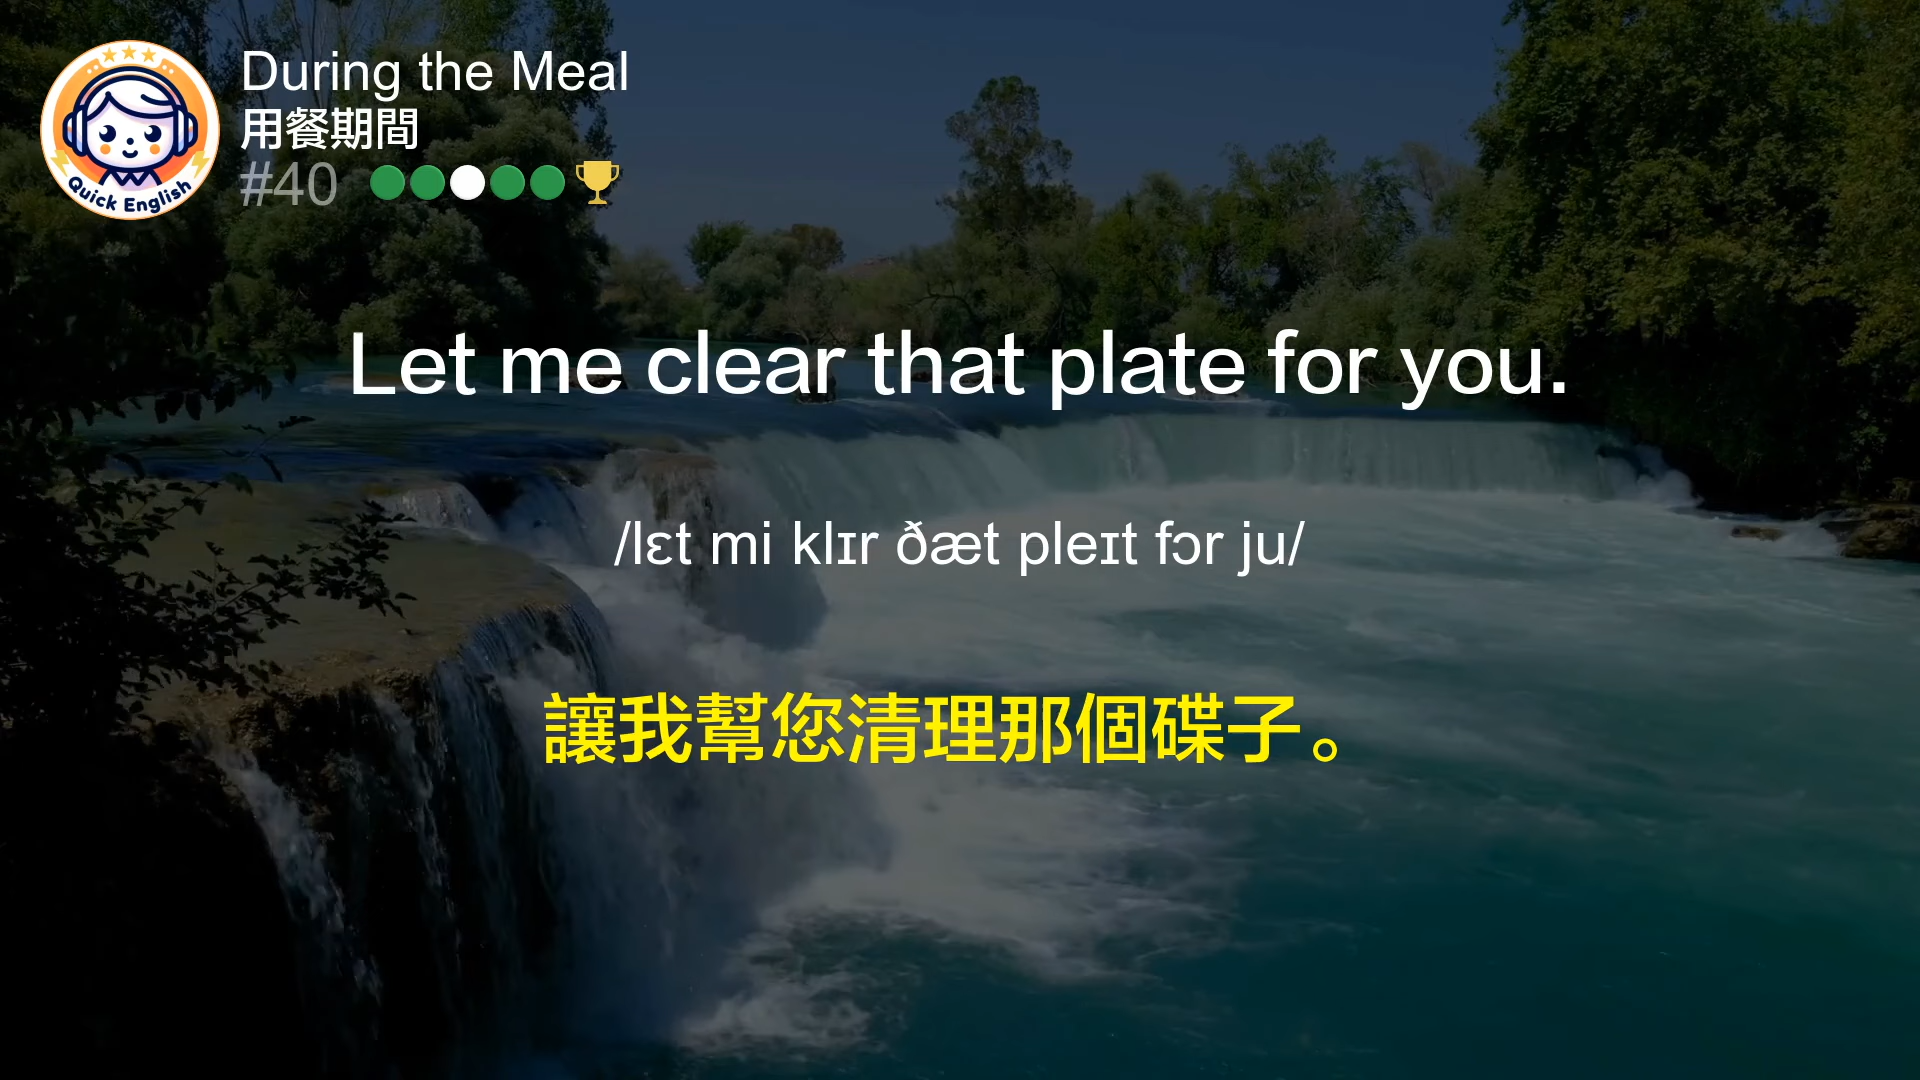 During the Meal
用餐期間
#40
Quick English
Let me clear that plate for you.
/lɛt mi klɪr ðæt pleɪt fɔr ju/
讓我幫您清理那個碟子。